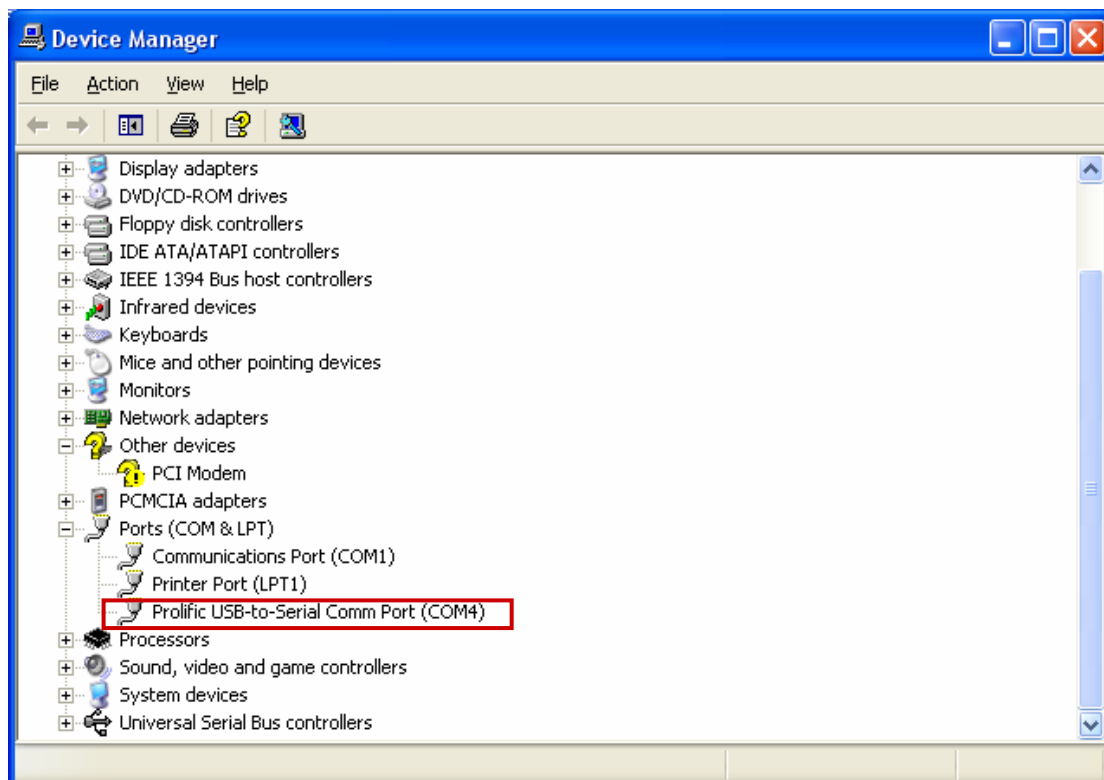 Device Manager
File Action View Help
Display adapters
DVD/CD-ROM drives
Floppy disk controllers
IDE ATA/ATAPI controllers
IEEE 1394 Bus host controllers
Infrared devices
Keyboards
Mice and other pointing devices
Monitors
Network adapters
Other devices
PCI Modem
PCMCIA adapters
Ports (COM & LPT)
Communications Port (COM1)
Printer Port (LPT1)
Prolific USB-to-Serial Comm Port (COM4)
Processors
Sound, video and game controllers
System devices
Universal Serial Bus controllers